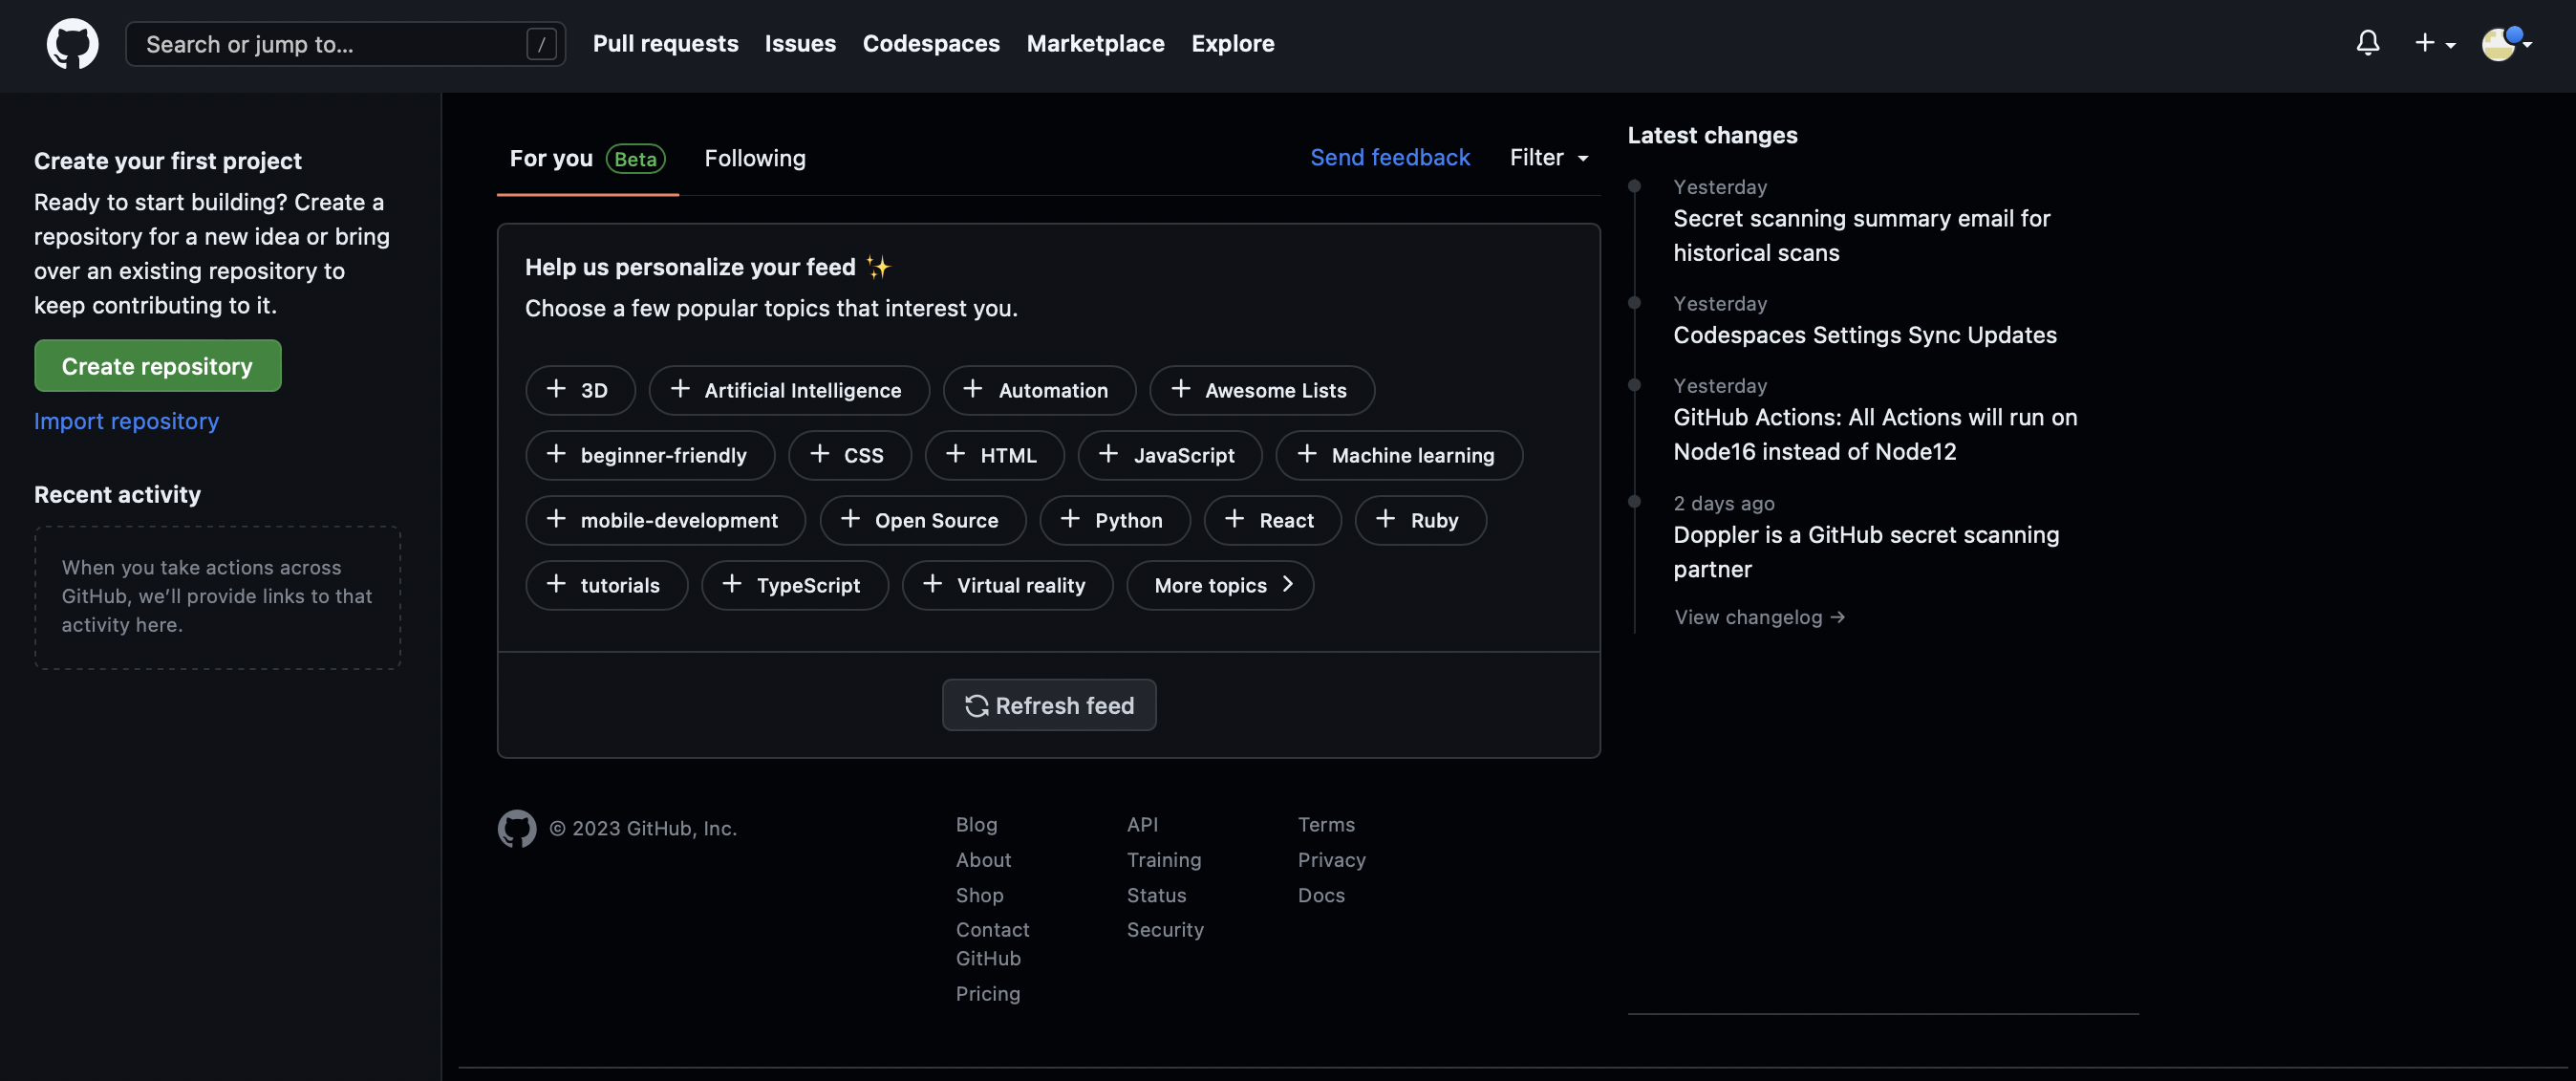 Search or jump to...
/
Pull requests
Issues
Codespaces
Marketplace
Explore
Create your first project
Ready to start building? Create a
repository for a new idea or bring
over an existing repository to
keep contributing to it.
Create repository
Import repository
Recent activity
When you take actions across
GitHub, we’ll provide links to that
activity here.
For you Beta
Following
Send feedback
Filter
Help us personalize your feed ✨
Choose a few popular topics that interest you.
+ 3D
+ Artificial Intelligence
+ Automation
+ Awesome Lists
+ beginner-friendly
+ CSS
+ HTML
+ JavaScript
+ Machine learning
+ mobile-development
+ Open Source
+ Python
+ React
+ Ruby
+ tutorials
+ TypeScript
+ Virtual reality
More topics >
Refresh feed
Latest changes
Yesterday
Secret scanning summary email for
historical scans
Yesterday
Codespaces Settings Sync Updates
Yesterday
GitHub Actions: All Actions will run on
Node16 instead of Node12
2 days ago
Doppler is a GitHub secret scanning
partner
View changelog →
© 2023 GitHub, Inc.
Blog
About
Shop
Contact
GitHub
Pricing
API
Training
Status
Security
Terms
Privacy
Docs